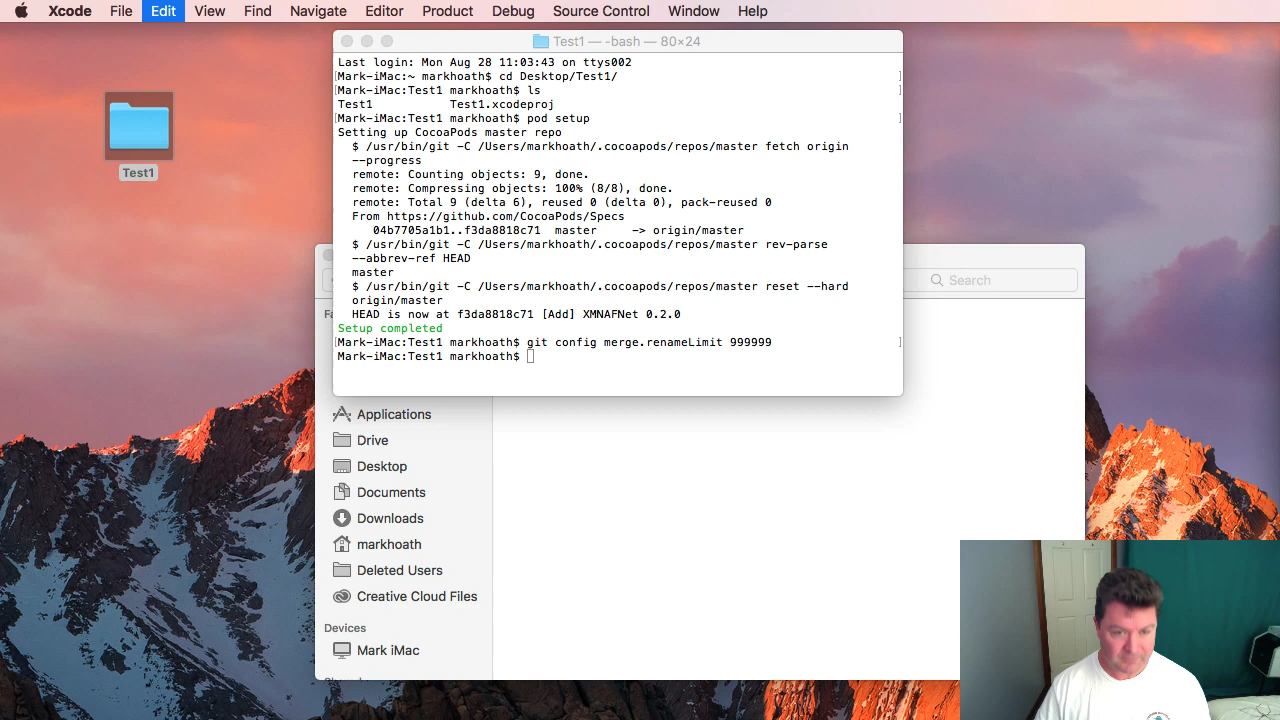 Xcode File Edit View Find Navigate Editor Product Debug Source Control Window Help
Test1 — -bash — 80×24
Last login: Mon Aug 28 11:03:43 on ttys002
[Mark-iMac:~ markhoath$ cd Desktop/Test1/ ]
[Mark-iMac:Test1 markhoath$ ls ]
Test1 Test1.xcodeproj
[Mark-iMac:Test1 markhoath$ pod setup ]
Setting up CocoaPods master repo
$ /usr/bin/git -C /Users/markhoath/.cocoapods/repos/master fetch origin
--progress
remote: Counting objects: 9, done.
remote: Compressing objects: 100% (8/8), done.
remote: Total 9 (delta 6), reused 0 (delta 0), pack-reused 0
From https://github.com/CocoaPods/Specs
04b7705a1b1..f3da8818c71 master -> origin/master
$ /usr/bin/git -C /Users/markhoath/.cocoapods/repos/master rev-parse
--abbrev-ref HEAD
master
$ /usr/bin/git -C /Users/markhoath/.cocoapods/repos/master reset --hard
origin/master
HEAD is now at f3da8818c71 [Add] XMNAFNet 0.2.0
Setup completed
[Mark-iMac:Test1 markhoath$ git config merge.renameLimit 999999 ]
Mark-iMac:Test1 markhoath$
Test1
Search
Applications
Drive
Desktop
Documents
Downloads
markhoath
Deleted Users
Creative Cloud Files
Devices
Mark iMac